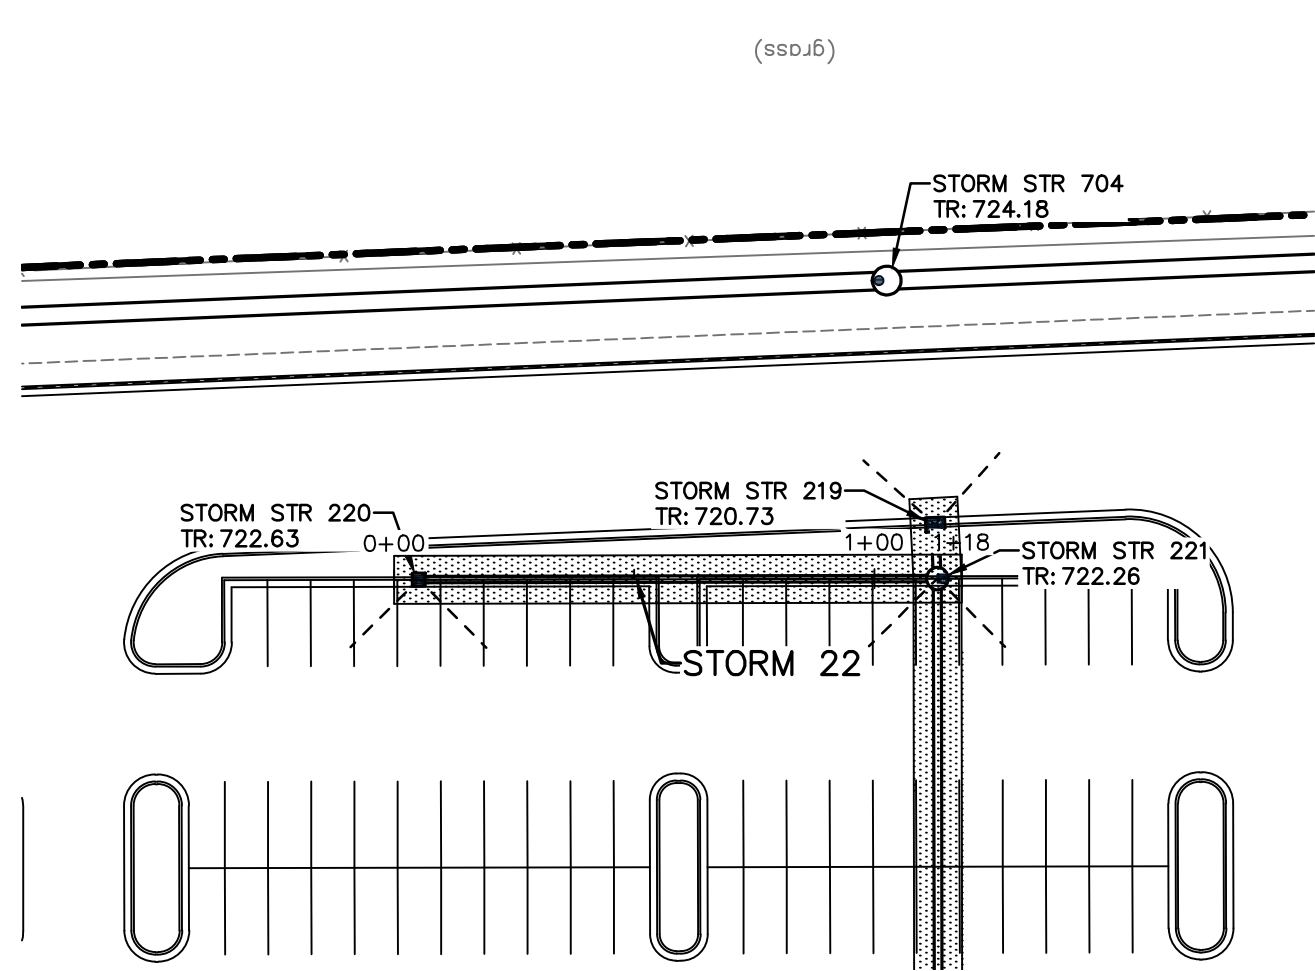 (grass)
STORM STR 704
TR: 724.18
STORM STR 219
TR: 720.73
STORM STR 220
TR: 722.63
0+00
1+00
1+18
STORM STR 221
TR: 722.26
STORM 22